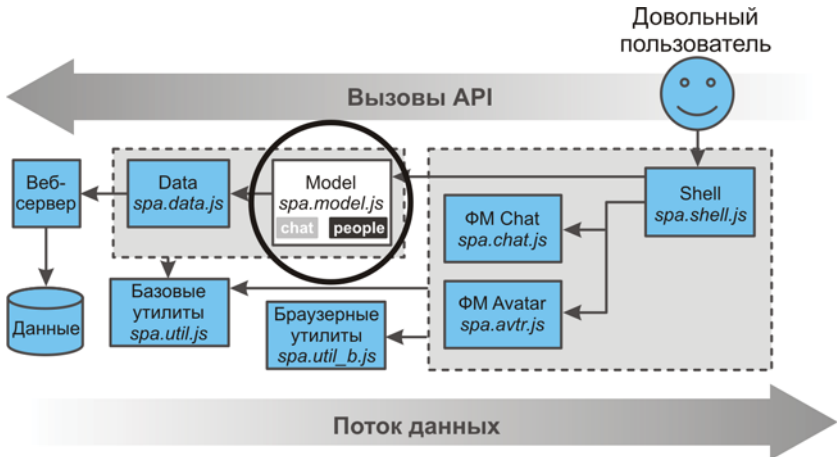 Довольный
пользователь
Вызовы API
Веб-
сервер
Data
spa.data.js
Model
spa.model.js
chat people
Shell
spa.shell.js
ФМ Chat
spa.chat.js
Данные
Базовые
утилиты
spa.util.js
Браузерные
утилиты
spa.util_b.js
ФМ Avatar
spa.avtr.js
Поток данных